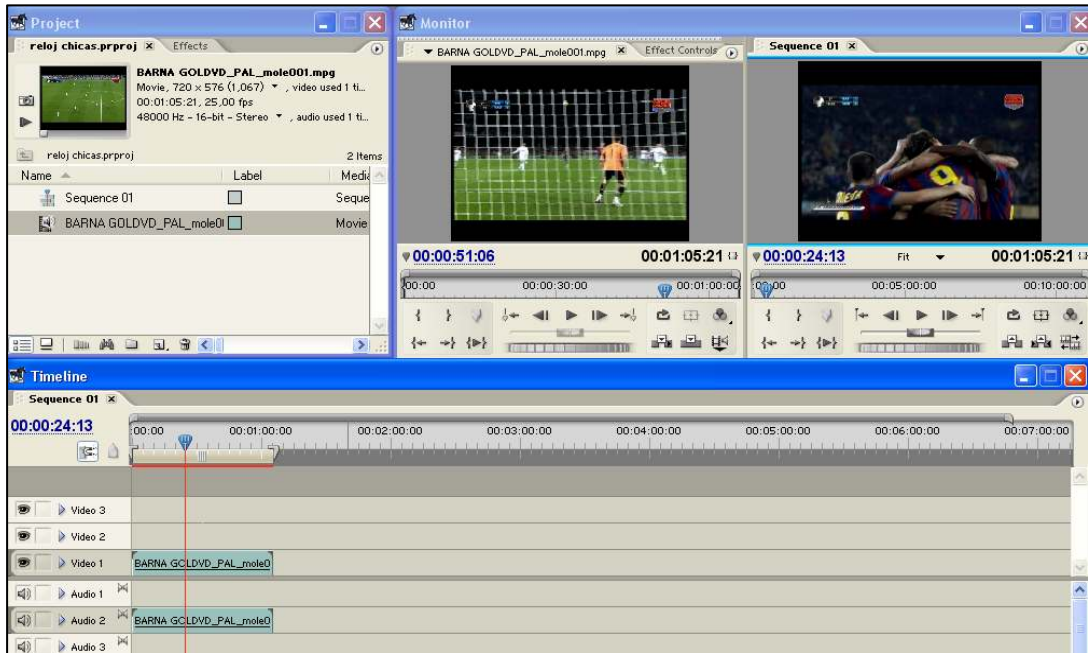 Project
reloj chicas.prproj
Effects
BARNA GOLDVD_PAL_mole001.mpg
Movie, 720 x 576 (1,067) , video used 1 ti...
00:01:05:21, 25,00 fps
48000 Hz - 16-bit - Stereo , audio used 1 ti...
reloj chicas.prproj
2 Items
Name
Label
Media
Sequence 01
Seque
BARNA GOLDVD_PAL_mole0
Movie
Monitor
BARNA GOLDVD_PAL_mole001.mpg
Effect Controls
00:00:51:06
00:01:05:21
00:00
00:00:30:00
00:01:00:00
Sequence 01
00:00:24:13
Fit
00:01:05:21
00:00
00:05:00:00
00:10:00:00
Timeline
Sequence 01
00:00:24:13
00:00
00:01:00:00
00:02:00:00
00:03:00:00
00:04:00:00
00:05:00:00
00:06:00:00
00:07:00:00
Video 3
Video 2
Video 1
BARNA GOLDVD_PAL_mole0
Audio 1
Audio 2
BARNA GOLDVD_PAL_mole0
Audio 3